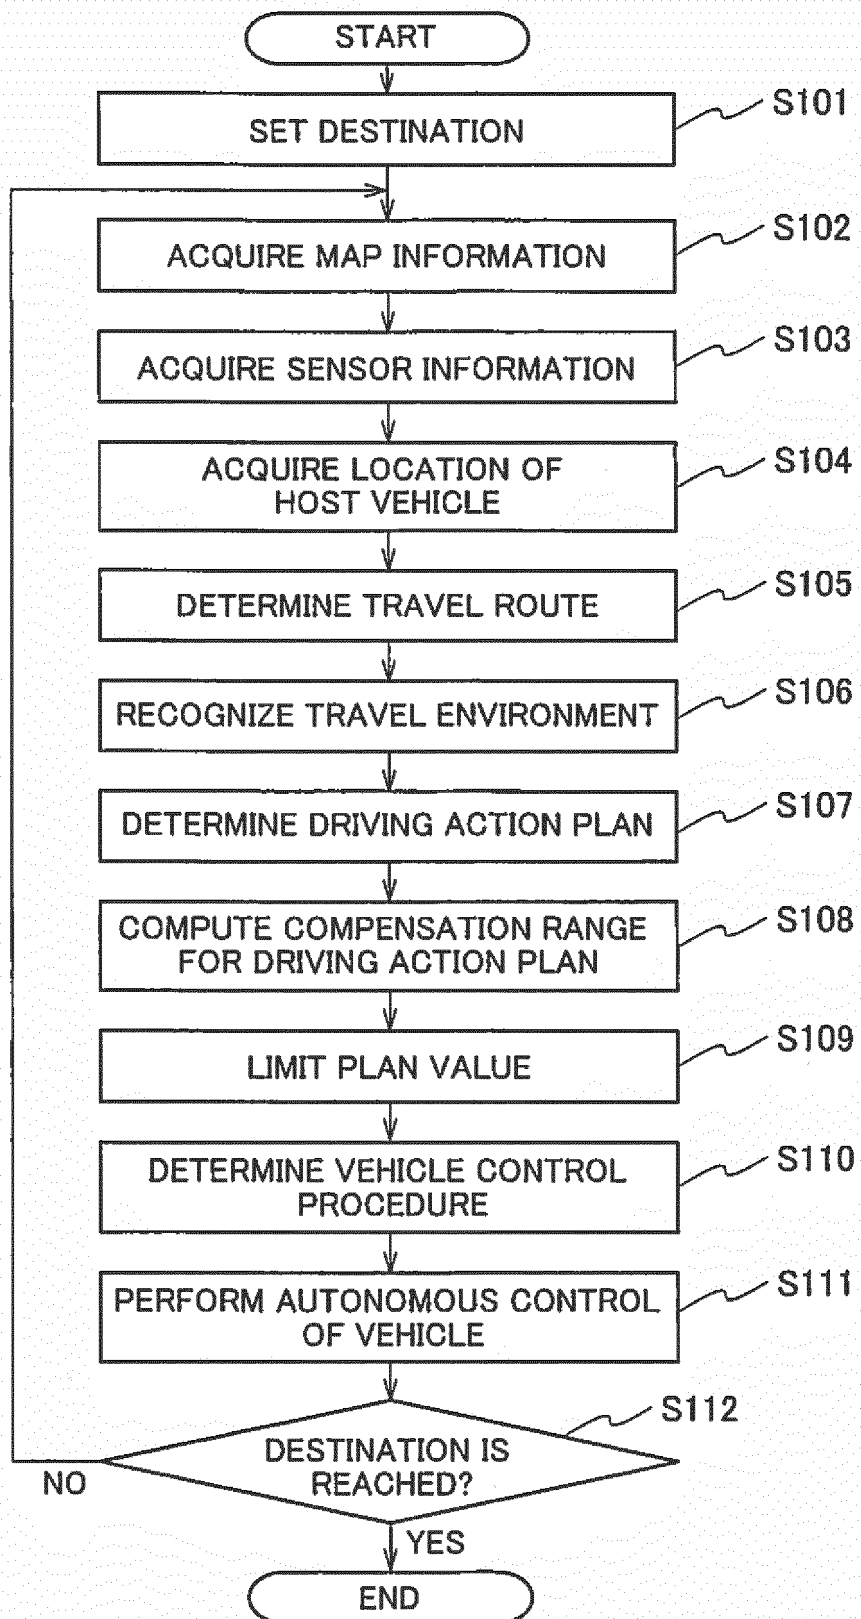 START
SET DESTINATION
S101
ACQUIRE MAP INFORMATION
S102
ACQUIRE SENSOR INFORMATION
S103
ACQUIRE LOCATION OF
HOST VEHICLE
S104
DETERMINE TRAVEL ROUTE
S105
RECOGNIZE TRAVEL ENVIRONMENT
S106
DETERMINE DRIVING ACTION PLAN
S107
COMPUTE COMPENSATION RANGE
FOR DRIVING ACTION PLAN
S108
LIMIT PLAN VALUE
S109
DETERMINE VEHICLE CONTROL
PROCEDURE
S110
PERFORM AUTONOMOUS CONTROL
OF VEHICLE
S111
DESTINATION IS
REACHED?
S112
NO
YES
END